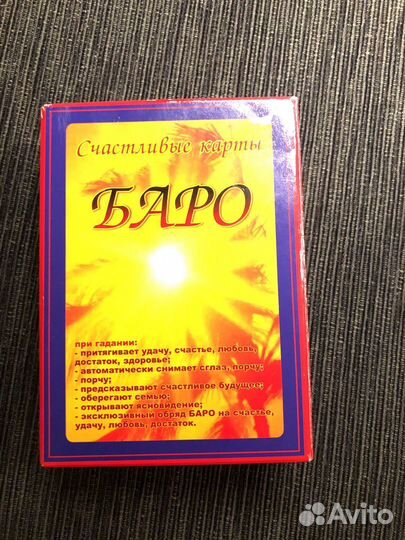 Счастливые карты
БАРО
при гадании:
- притягивает удачу, счастье, любовь,
достаток, здоровье;
- автоматически снимает сглаз, порчу;
- порчу;
- предсказывают счастливое будущее;
- оберегают семью;
- открывают ясновидение;
- эксклюзивный обряд БАРО на счастье,
удачу, любовь, достаток.
Avito